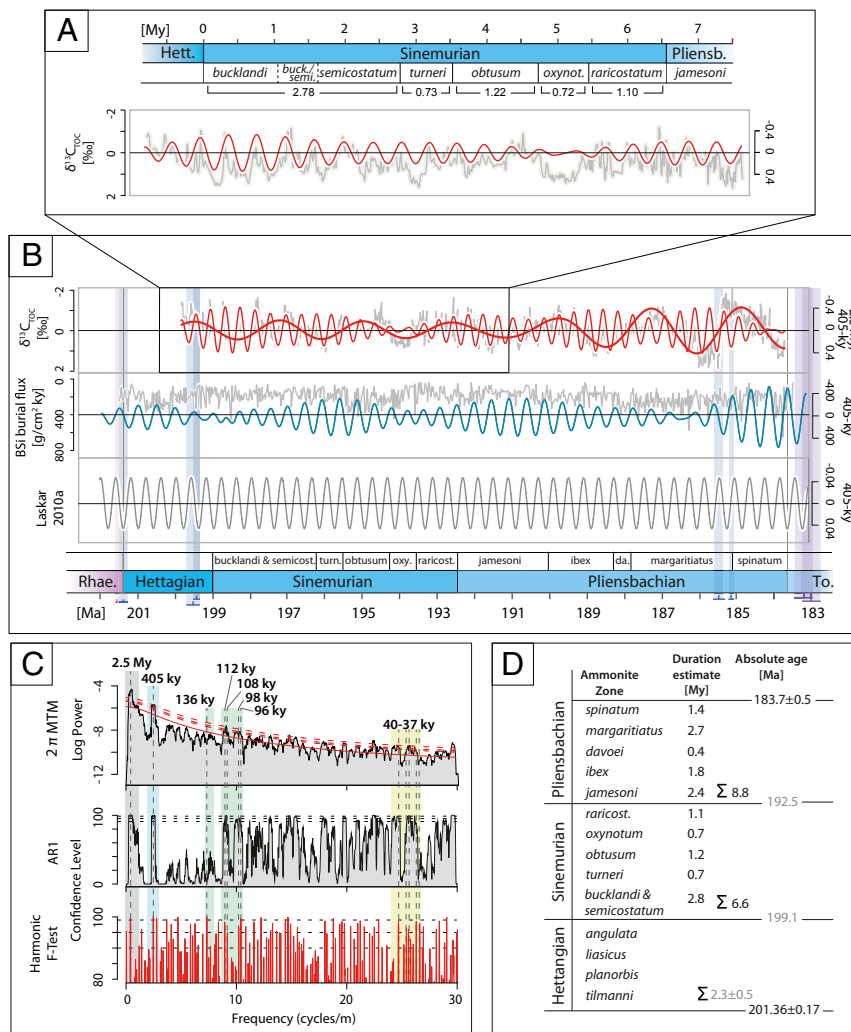 A
[My] 0 1 2 3 4 5 6 7
Hett. Sinemurian Pliensb.
bucklandi buck./ semi. semicostatum turneri obtusum oxynot. raricostatum jamesoni
2.78 0.73 1.22 0.72 1.10
δ¹³C_TOC
[‰]
-2
0
2
-0.4
0
0.4
B
δ¹³C_TOC
[‰]
-2
0
2
-0.4
0
0.4
405-ky
BSi burial flux
[g/cm² ky]
0
400
800
400
0
400
405-ky
Laskar
2010a
-0.04
0
0.04
405-ky
bucklandi & semicost. turn. obtusum oxy. raricost. jamesoni ibex da. margaritiatus spinatum
Rhae. Hettagian Sinemurian Pliensbachian To.
[Ma] 201 199 197 195 193 191 189 187 185 183
C
2.5 My
405 ky
136 ky
112 ky
108 ky
98 ky
96 ky
40-37 ky
2 π MTM
Log Power
-4
-8
-12
AR1
Confidence Level
100
0
Harmonic
F-Test
100
80
0 10 20 30
Frequency (cycles/m)
D
Ammonite Zone
Duration estimate [My]
Absolute age [Ma]
Pliensbachian
183.7±0.5
spinatum 1.4
margaritiatus 2.7
davoei 0.4
ibex 1.8
jamesoni 2.4 Σ 8.8
192.5
Sinemurian
raricost. 1.1
oxynotum 0.7
obtusum 1.2
turneri 0.7
bucklandi & semicostatum 2.8 Σ 6.6
199.1
Hettangian
angulata
liasicus
planorbis
tilmanni Σ 2.3±0.5
201.36±0.17